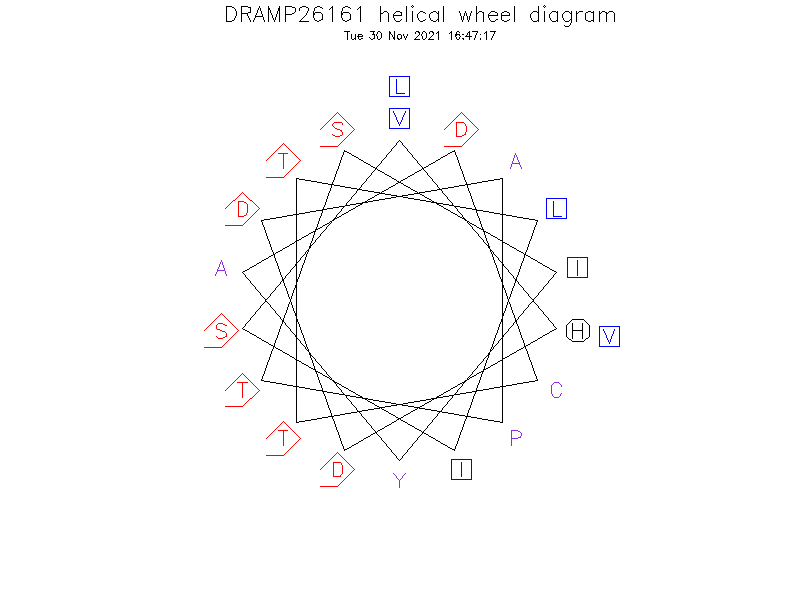 DRAMP26161 helical wheel diagram
Tue 30 Nov 2021 16:47:17
L
S V D
T A
D L
A I
S H V
T C
T P
D I
Y